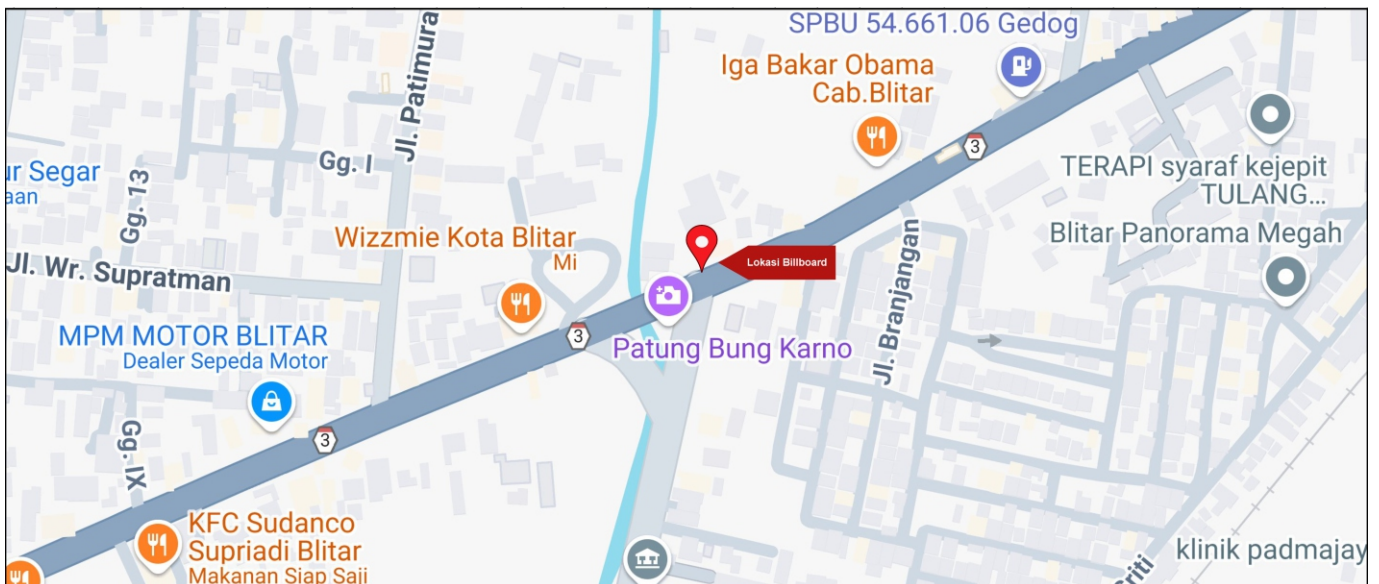 SPBU 54.661.06 Gedog
Iga Bakar Obama
Cab.Blitar
Jl. Patimura
3
Gg. I
ur Segar
aan
Gg. 13
TERAPI syaraf kejepit
TULANG...
Wizzmie Kota Blitar
Mi
Blitar Panorama Megah
Lokasi Billboard
Jl. Wr. Supratman
Jl. Branjangan
MPM MOTOR BLITAR
Dealer Sepeda Motor
3
Patung Bung Karno
3
Gg. IX
KFC Sudanco
Supriadi Blitar
Makanan Siap Saji
klinik padmajay
riti